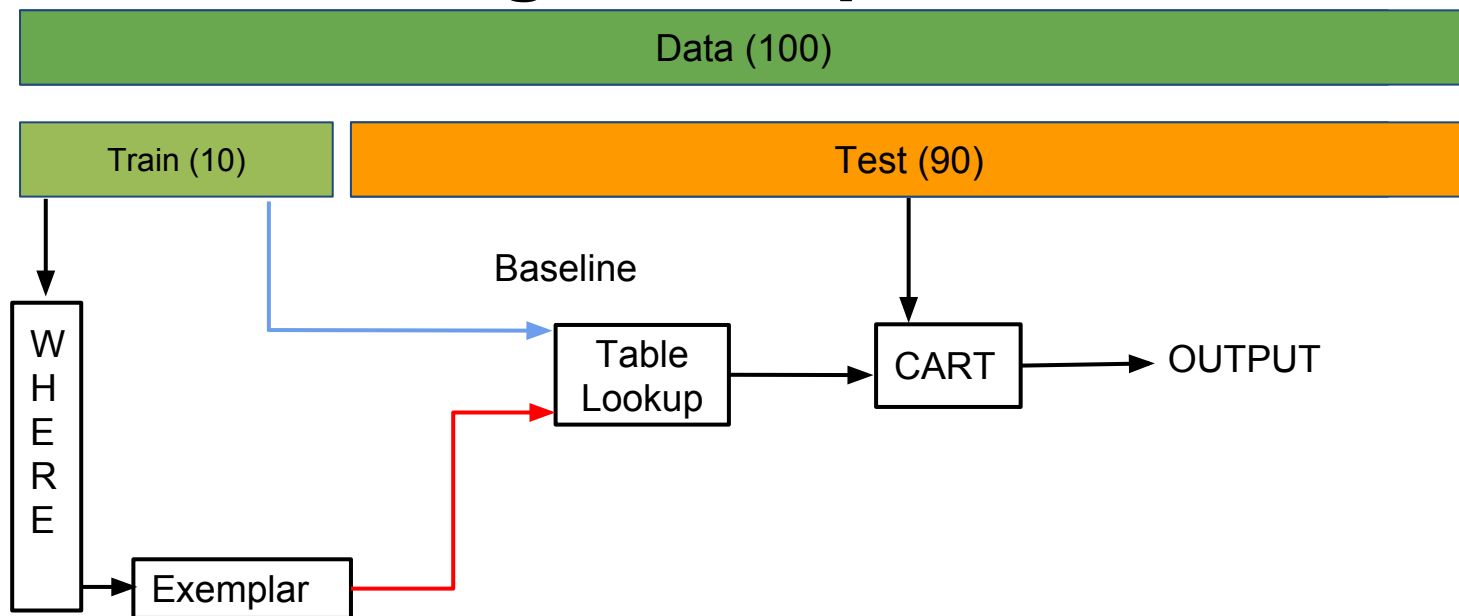 Data (100)
Train (10)
Test (90)
Baseline
W
H
E
R
E
Table
Lookup
CART
OUTPUT
Exemplar